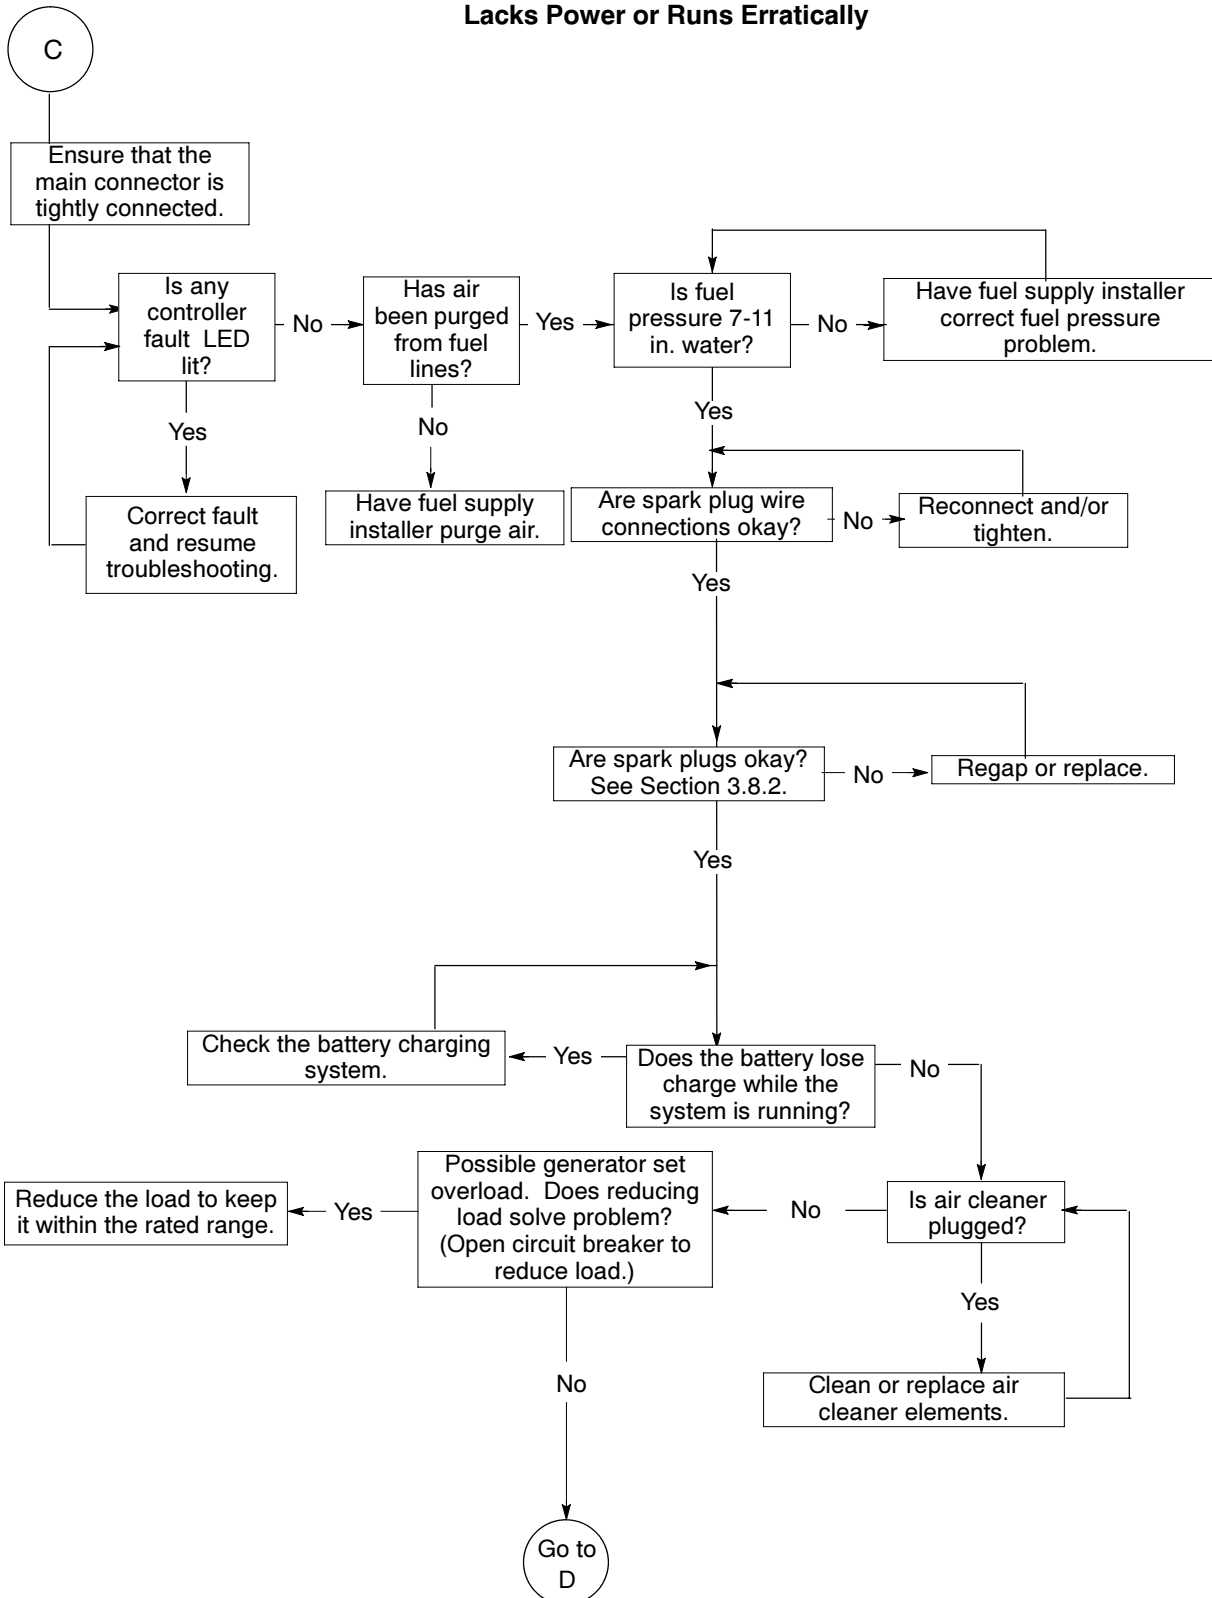 Lacks Power or Runs Erratically
C
Ensure that the
main connector is
tightly connected.
Is any
controller
fault LED
lit?
No
Has air
been purged
from fuel
lines?
Yes
Is fuel
pressure 7-11
in. water?
No
Have fuel supply installer
correct fuel pressure
problem.
Yes
No
Yes
Correct fault
and resume
troubleshooting.
Have fuel supply
installer purge air.
Are spark plug wire
connections okay?
No
Reconnect and/or
tighten.
Yes
Are spark plugs okay?
See Section 3.8.2.
No
Regap or replace.
Yes
Check the battery charging
system.
Yes
Does the battery lose
charge while the
system is running?
No
Reduce the load to keep
it within the rated range.
Yes
Possible generator set
overload. Does reducing
load solve problem?
(Open circuit breaker to
reduce load.)
No
Is air cleaner
plugged?
Yes
Clean or replace air
cleaner elements.
No
Go to
D